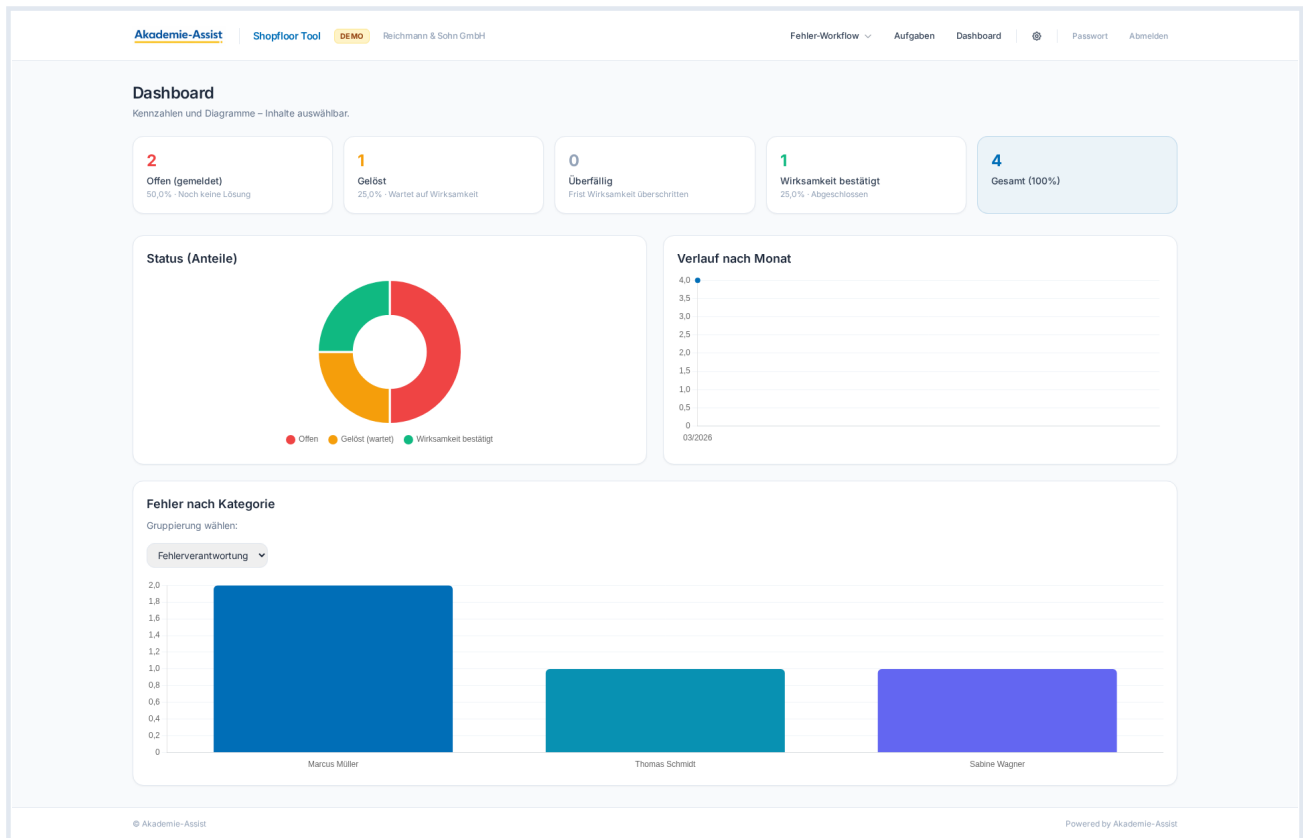 Akademie-Assist Shopfloor Tool DEMO Reichmann & Sohn GmbH Fehler-Workflow Aufgaben Dashboard Passwort Abmelden
Dashboard
Kennzahlen und Diagramme – Inhalte auswählbar.
2
Offen (gemeldet)
50,0% · Noch keine Lösung
1
Gelöst
25,0% · Wartet auf Wirksamkeit
0
Überfällig
Frist Wirksamkeit überschritten
1
Wirksamkeit bestätigt
25,0% · Abgeschlossen
4
Gesamt (100%)
Status (Anteile)
Offen Gelöst (wartet) Wirksamkeit bestätigt
Verlauf nach Monat
4,0
3,5
3,0
2,5
2,0
1,5
1,0
0,5
0
03/2026
Fehler nach Kategorie
Gruppierung wählen:
Fehlerverantwortung
2,0
1,8
1,6
1,4
1,2
1,0
0,8
0,6
0,4
0,2
0
Marcus Müller Thomas Schmidt Sabine Wagner
© Akademie-Assist Powered by Akademie-Assist